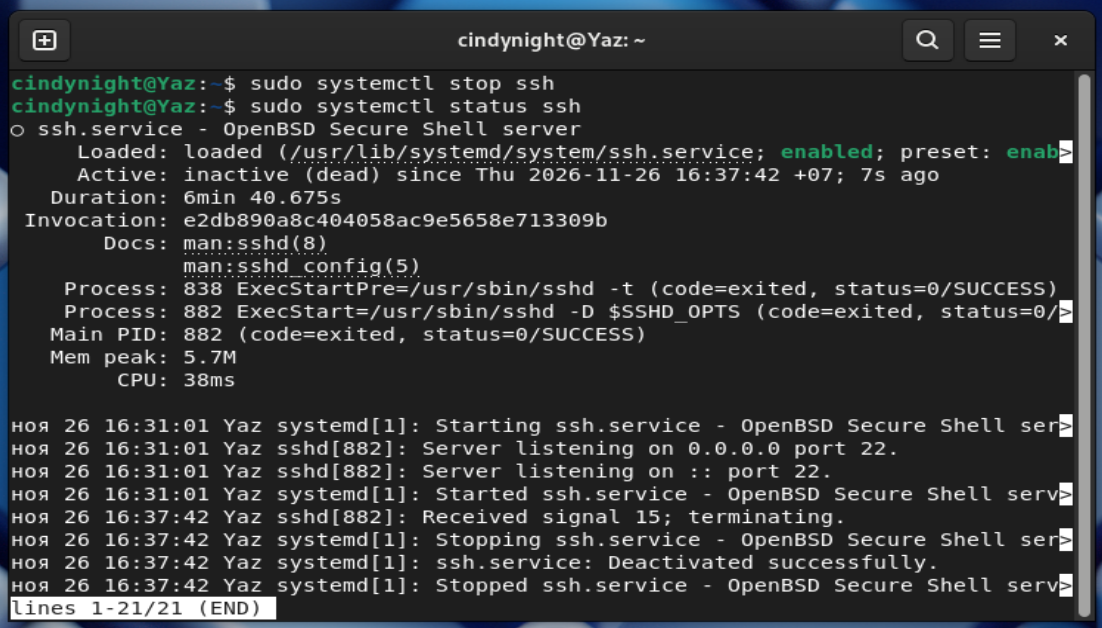 cindynight@Yaz: ~
cindynight@Yaz:~$ sudo systemctl stop ssh
cindynight@Yaz:~$ sudo systemctl status ssh
○ ssh.service - OpenBSD Secure Shell server
Loaded: loaded (/usr/lib/systemd/system/ssh.service; enabled; preset: enab>
Active: inactive (dead) since Thu 2026-11-26 16:37:42 +07; 7s ago
Duration: 6min 40.675s
Invocation: e2db890a8c404058ac9e5658e713309b
Docs: man:sshd(8)
man:sshd_config(5)
Process: 838 ExecStartPre=/usr/sbin/sshd -t (code=exited, status=0/SUCCESS)
Process: 882 ExecStart=/usr/sbin/sshd -D $SSHD_OPTS (code=exited, status=0/>
Main PID: 882 (code=exited, status=0/SUCCESS)
Mem peak: 5.7M
CPU: 38ms
ноя 26 16:31:01 Yaz systemd[1]: Starting ssh.service - OpenBSD Secure Shell ser>
ноя 26 16:31:01 Yaz sshd[882]: Server listening on 0.0.0.0 port 22.
ноя 26 16:31:01 Yaz sshd[882]: Server listening on :: port 22.
ноя 26 16:31:01 Yaz systemd[1]: Started ssh.service - OpenBSD Secure Shell serv>
ноя 26 16:37:42 Yaz sshd[882]: Received signal 15; terminating.
ноя 26 16:37:42 Yaz systemd[1]: Stopping ssh.service - OpenBSD Secure Shell ser>
ноя 26 16:37:42 Yaz systemd[1]: ssh.service: Deactivated successfully.
ноя 26 16:37:42 Yaz systemd[1]: Stopped ssh.service - OpenBSD Secure Shell serv>
lines 1-21/21 (END)